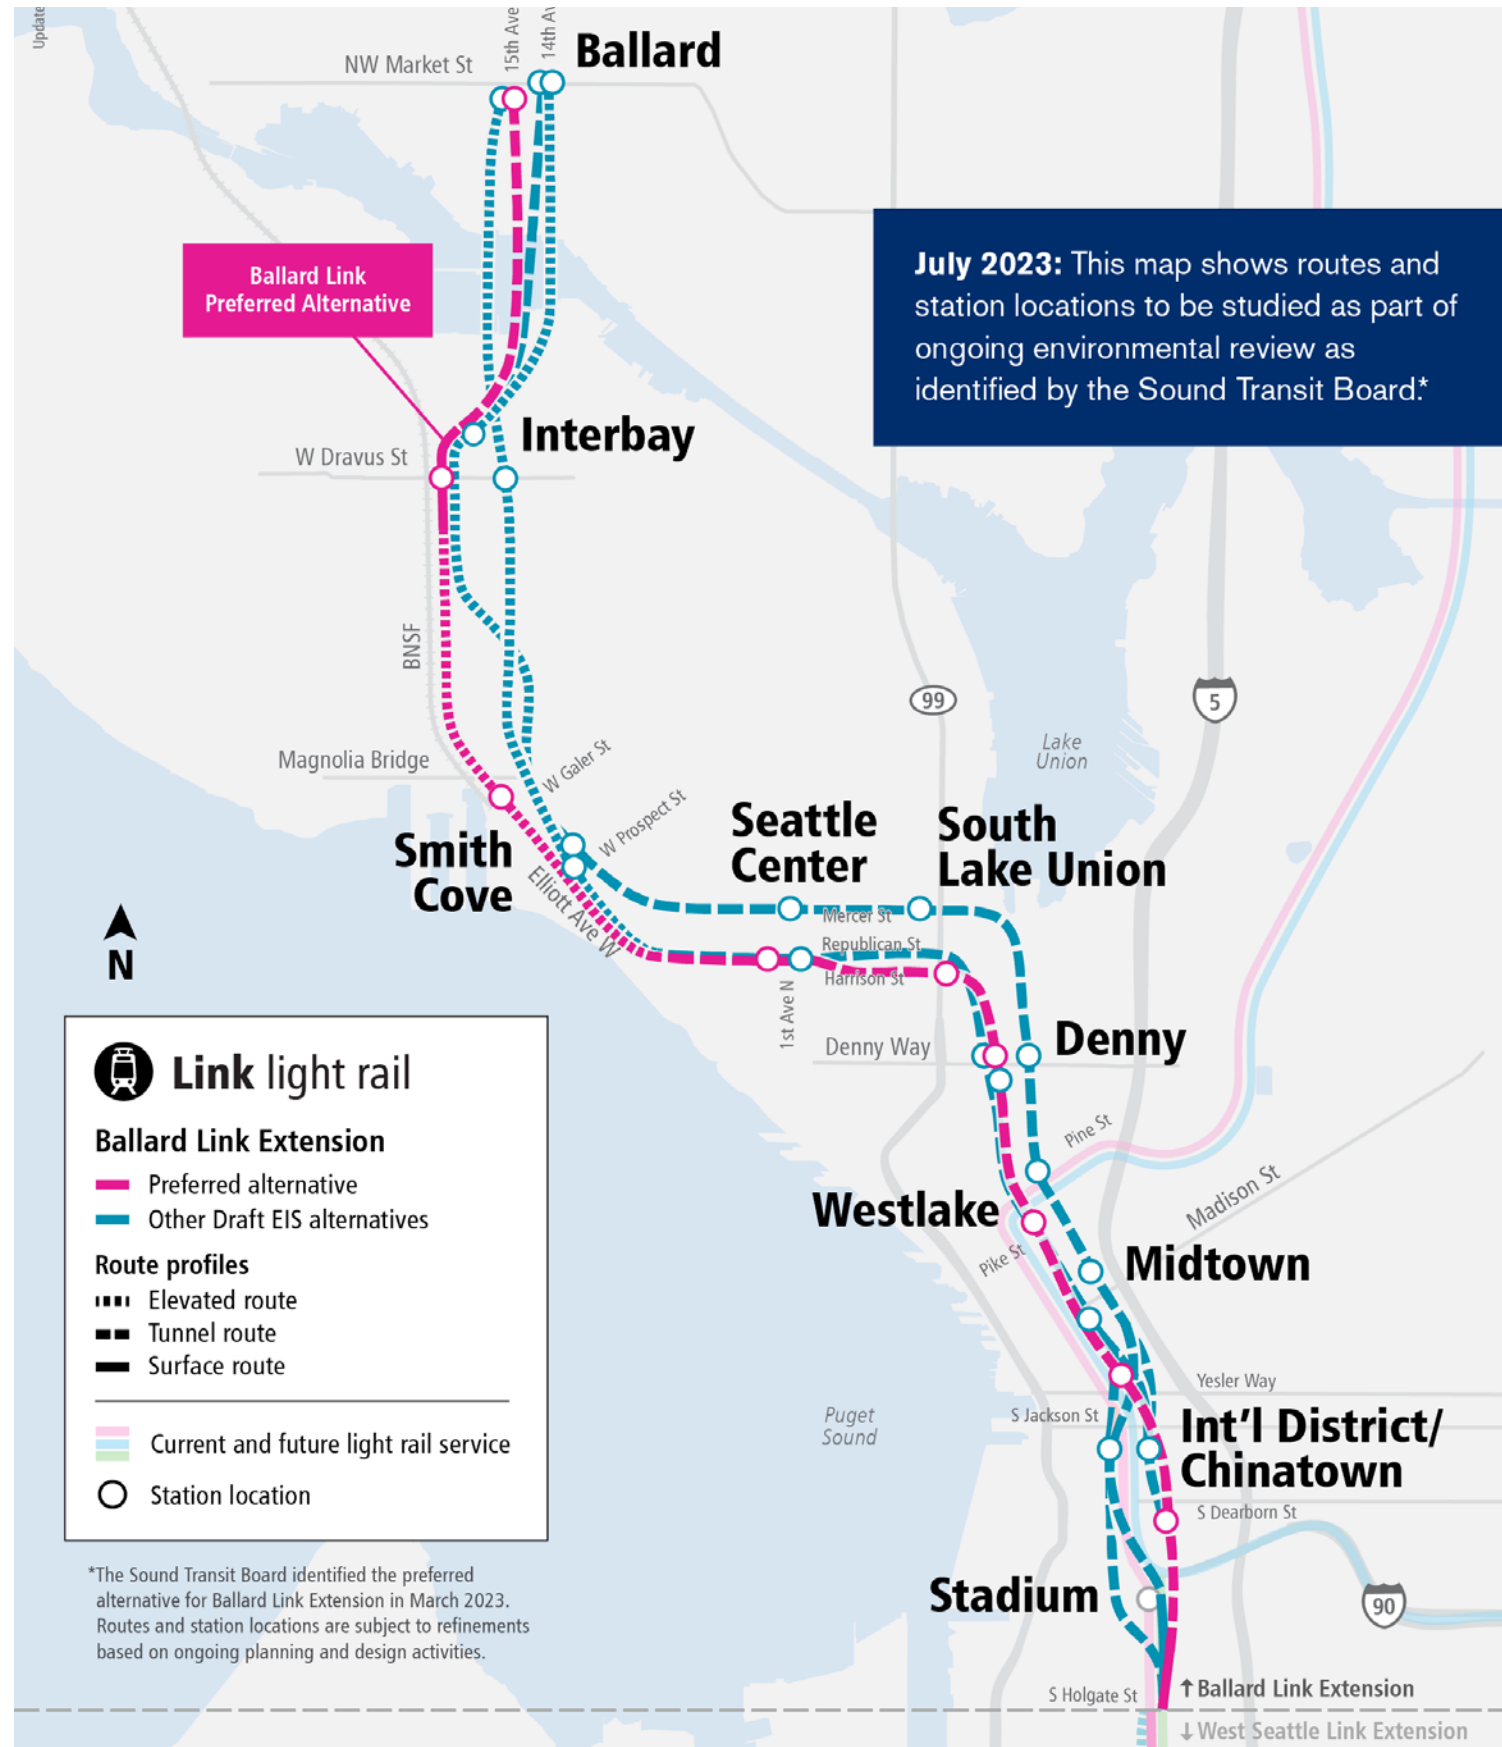 Update
NW Market St
15th Ave
14th Av
Ballard
Ballard Link
Preferred Alternative
July 2023: This map shows routes and
station locations to be studied as part of
ongoing environmental review as
identified by the Sound Transit Board.*
Interbay
W Dravus St
BNSF
99
5
Lake
Union
Magnolia Bridge
W Galer St
W Prospect St
Smith
Cove
Elliott Ave W
Seattle
Center
South
Lake Union
Mercer St
Republican St
Harrison St
1st Ave N
Denny Way
Denny
N
Pine St
Westlake
Madison St
Pike St
Midtown
Puget
Sound
Yesler Way
S Jackson St
Int'l District/
Chinatown
S Dearborn St
Stadium
90
S Holgate St
↑Ballard Link Extension
↓West Seattle Link Extension
Link light rail
Ballard Link Extension
Preferred alternative
Other Draft EIS alternatives
Route profiles
Elevated route
Tunnel route
Surface route
Current and future light rail service
Station location
*The Sound Transit Board identified the preferred
alternative for Ballard Link Extension in March 2023.
Routes and station locations are subject to refinements
based on ongoing planning and design activities.